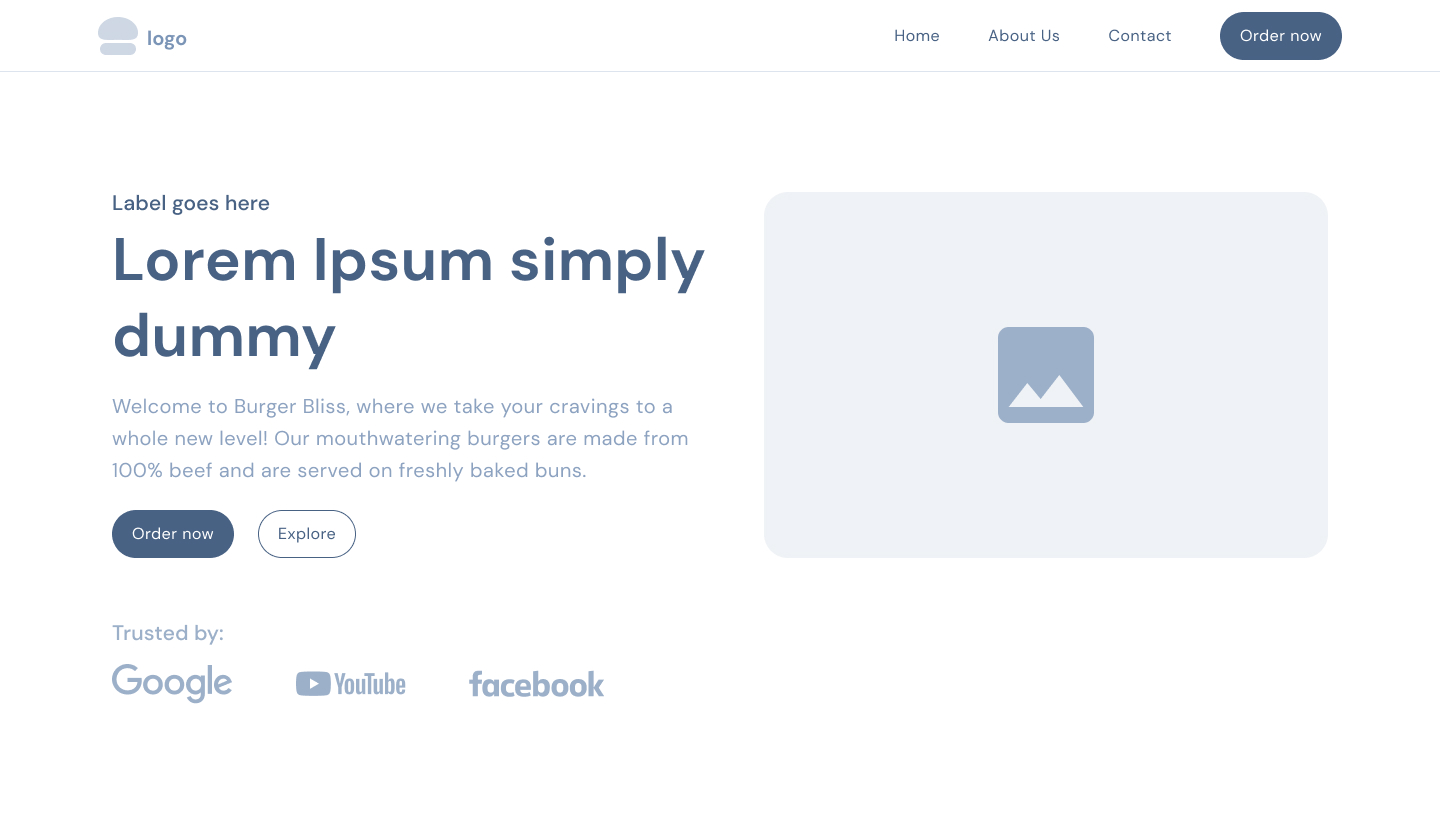 logo
Home
About Us
Contact
Order now
Label goes here
Lorem Ipsum simply
dummy
Welcome to Burger Bliss, where we take your cravings to a
whole new level! Our mouthwatering burgers are made from
100% beef and are served on freshly baked buns.
Order now
Explore
Trusted by:
Google
YouTube
facebook